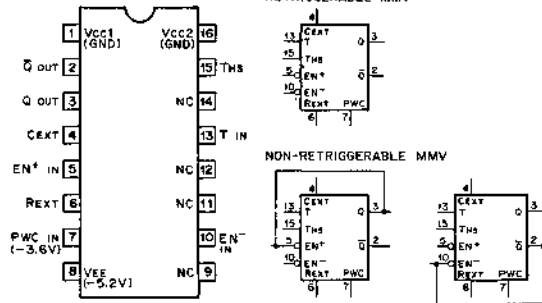 RETRIGGERABLE MMV
1 Vcc1 (GND) Vcc2 (GND) 16
Q̅ OUT 2 15 THS
Q OUT 3 NC 14
CEXT 4 13 T IN
EN+ IN 5 NC 12
REXT 6 NC 11
PWC IN (-3.6V) 7 10 EN- IN
8 VEE (-5.2V) NC 9
4
CEXT
13 T Q 3
15 THS
5 EN+ Q̅ 2
10 EN-
REXT PWC
6 7
NON-RETRIGGERABLE MMV
4
CEXT
13 T Q 3
15 THS
5 EN+ Q̅ 2
10 EN-
REXT PWC
6 7
4
CEXT
13 T Q 3
15 THS
5 EN+ Q̅ 2
10 EN-
REXT PWC
6 7